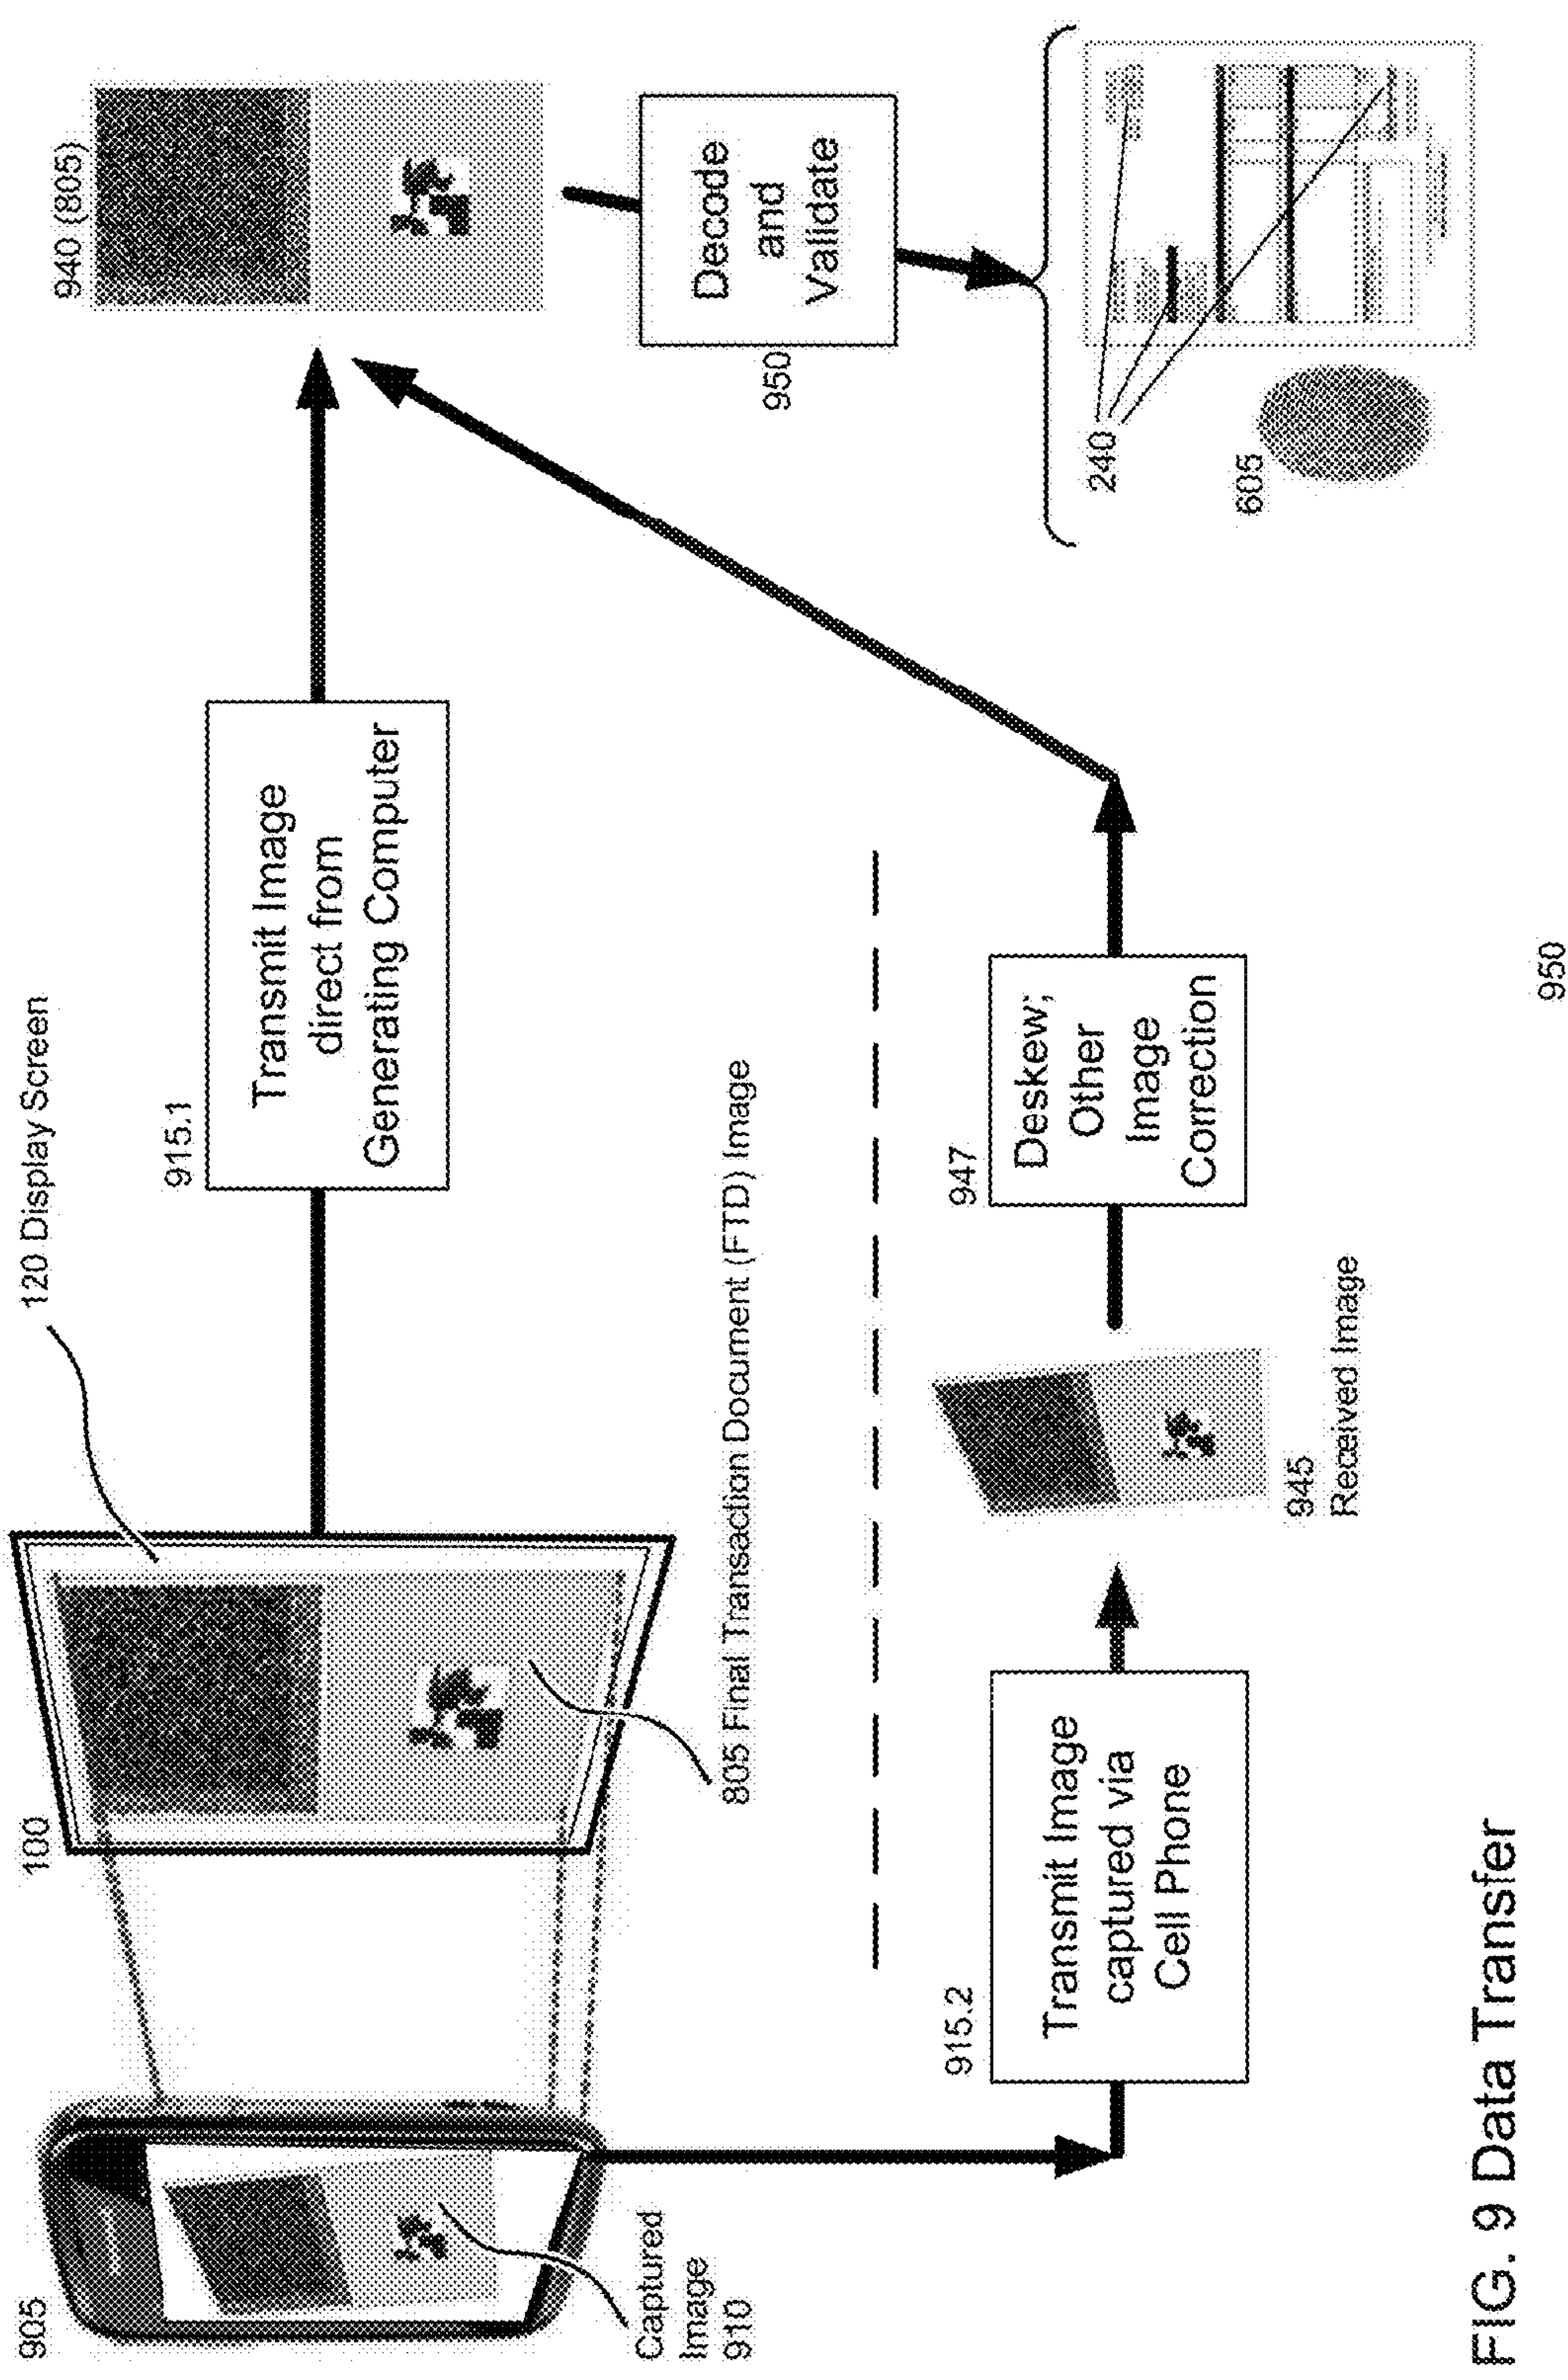 905
100
120 Display Screen
915.1
Transmit Image
direct from
Generating Computer
940 (805)
Captured
Image
910
805 Final Transaction Document (FTD) Image
Decode
and
Validate
950
915.2
Transmit Image
captured via
Cell Phone
945
Received Image
947
Deskew;
Other
Image
Correction
240
605
950
FIG. 9 Data Transfer